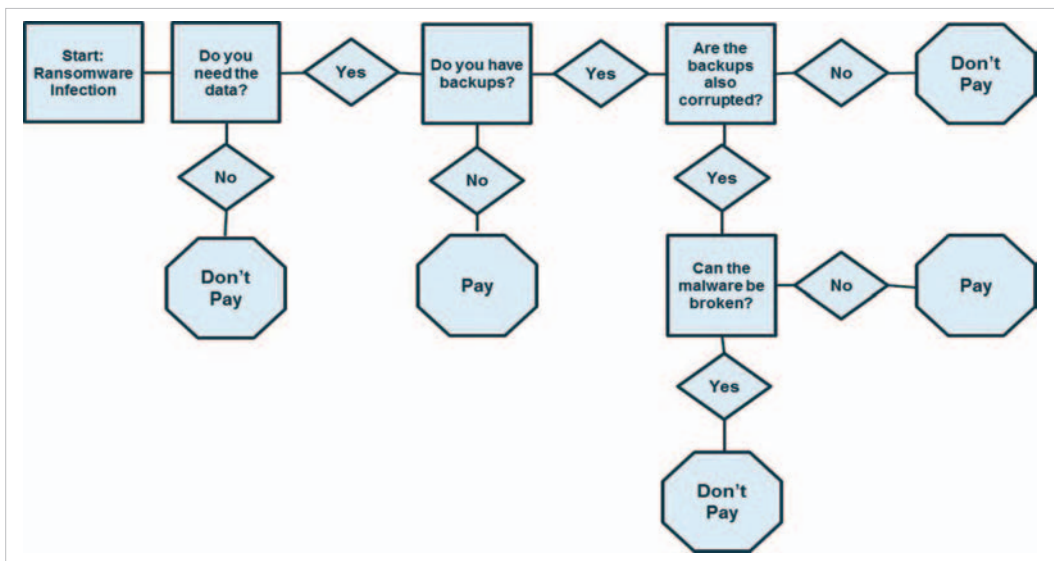 Start:
Ransomware
Infection
Do you
need the
data?
Yes
Do you have
backups?
Yes
Are the
backups
also
corrupted?
No
Don't
Pay
No
Don't
Pay
No
Pay
Yes
Can the
malware be
broken?
No
Pay
Yes
Don't
Pay